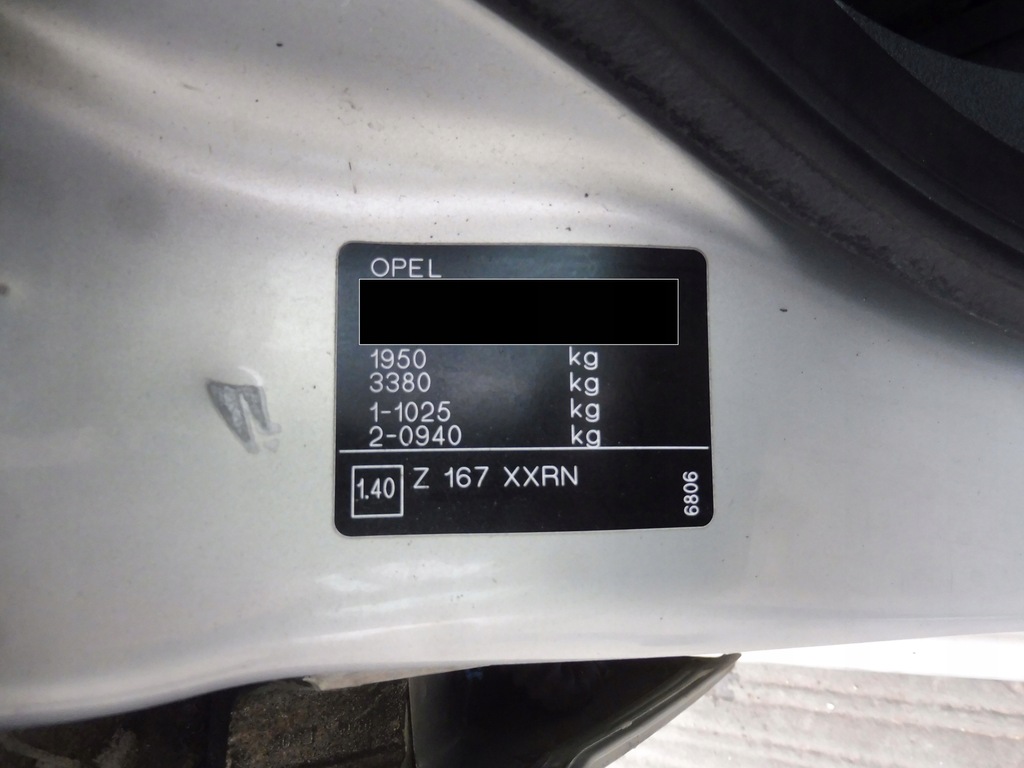 OPEL
1950 kg
3380 kg
1-1025 kg
2-0940 kg
1.40 Z 167 XXRN
6806